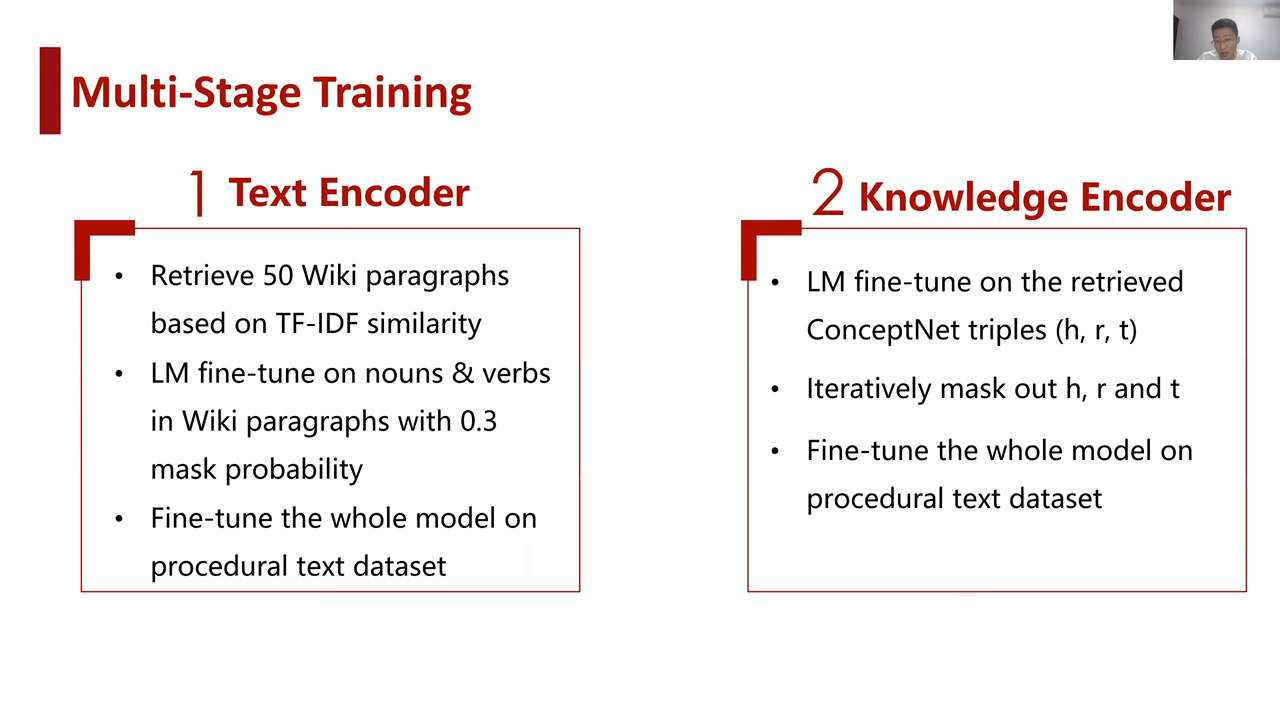 Multi-Stage Training
1 Text Encoder
• Retrieve 50 Wiki paragraphs
based on TF-IDF similarity
• LM fine-tune on nouns & verbs
in Wiki paragraphs with 0.3
mask probability
• Fine-tune the whole model on
procedural text dataset
2 Knowledge Encoder
• LM fine-tune on the retrieved
ConceptNet triples (h, r, t)
• Iteratively mask out h, r and t
• Fine-tune the whole model on
procedural text dataset